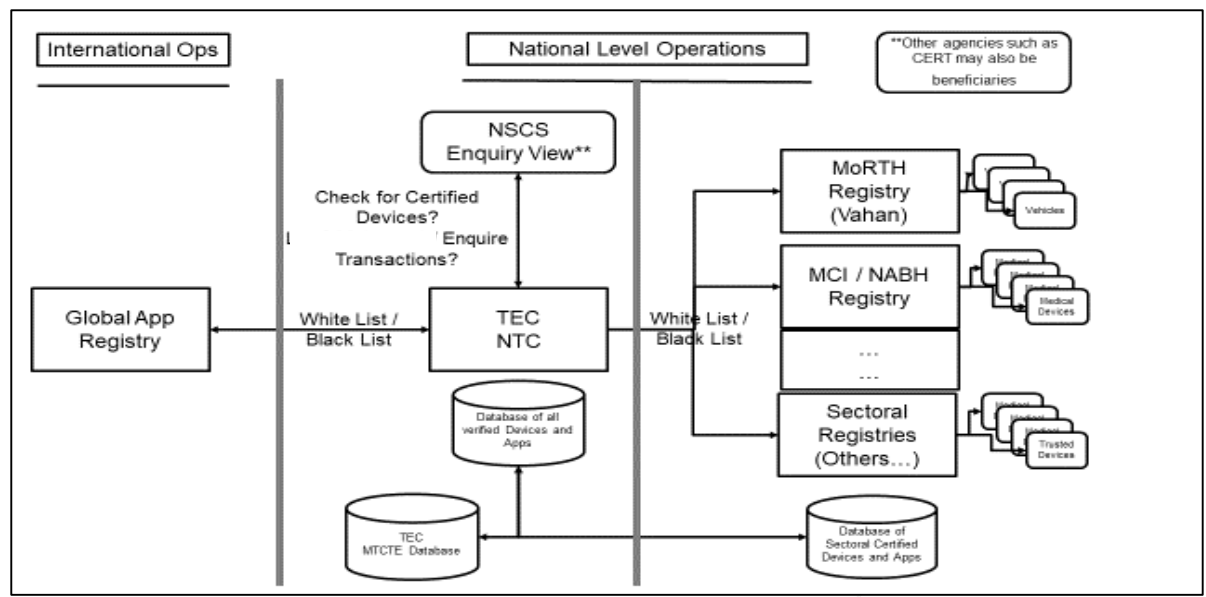 International Ops
National Level Operations
**Other agencies such as
CERT may also be
beneficiaries
NSCS
Enquiry View**
Check for Certified
Devices?
Enquire
Transactions?
Global App
Registry
White List /
Black List
TEC
NTC
White List /
Black List
MoRTH
Registry
(Vahan)
Vehicles
MCI / NABH
Registry
Medical
Medical
Devices
...
...
Sectoral
Registries
(Others...)
Trusted
Devices
Database of all
verified Devices and
Apps
TEC
MTCTE Database
Database of
Sectoral Certified
Devices and Apps